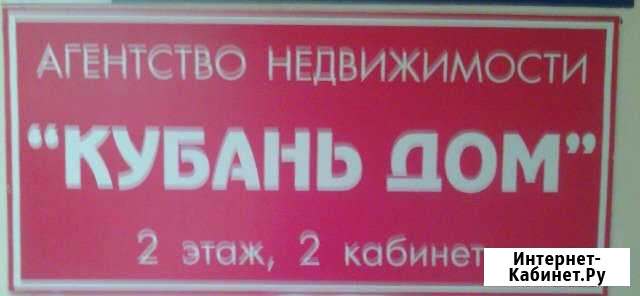 АГЕНТСТВО НЕДВИЖИМОСТИ
“КУБАНЬ ДОМ”
2 этаж, 2 кабинет
Интернет-
Кабинет.Ру